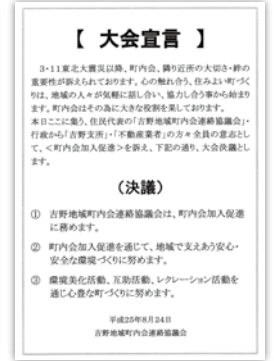 【 大会宣言 】
3・11東北大震災以降、町内会、隣り近所の大切さ・絆の
重要性が訴えられております。心の触れ合う、住みよい町づく
りは、地域の人々が気軽に話し合い、協力し合う事から始まり
ます。町内会はその為に大きな役割を果しております。
本日ここに集う、住民代表の「吉野地域町内会連絡協議会」・
行政から「吉野支所」・「不動産業者」の方々全員の意志とし
て、＜町内会加入促進＞を訴え、下記の通り、大会決議とし
ます。
（決議）
① 吉野地域町内会連絡協議会は、町内会加入促進
に務めます。
② 町内会加入促進を通じて、地域で支えあう安心・
安全な環境づくりに努めます。
③ 環境美化活動、互助活動、レクレーション活動を
通じ心豊な町づくりに努めます。
平成25年8月24日
吉野地域町内会連絡協議会